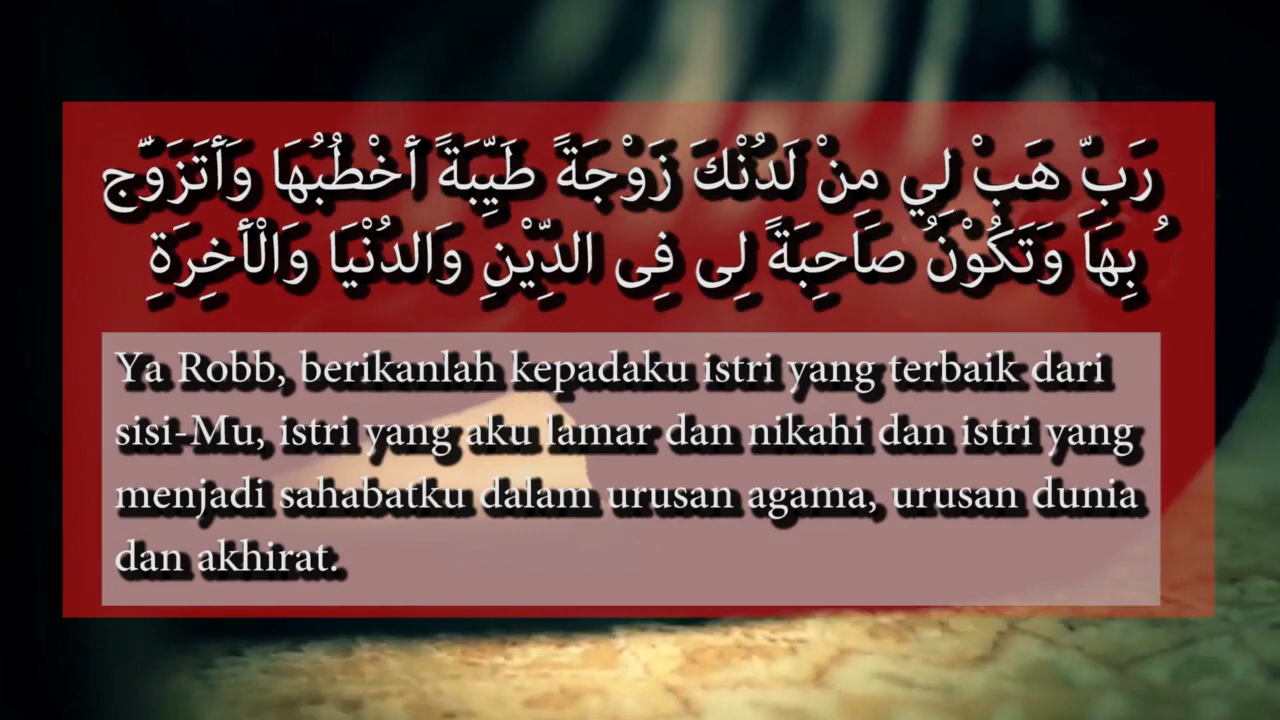 رَبِّ هَبْ لي مِنْ لَدُنْكَ زَوْجَةً طَيِّبَةً أَخْطُبُهَا وَأَتَزَوَّج
ُ بِهَا وَتَكُوْنَُ صَاحِبَةً لِى فِى الدِّيْنِ وَالدُنْيَا وَالْأَخِرَةِ
Ya Robb, berikanlah kepadaku istri yang terbaik dari
sisi-Mu, istri yang aku lamar dan nikahi dan istri yang
menjadi sahabatku dalam urusan agama, urusan dunia
dan akhirat.